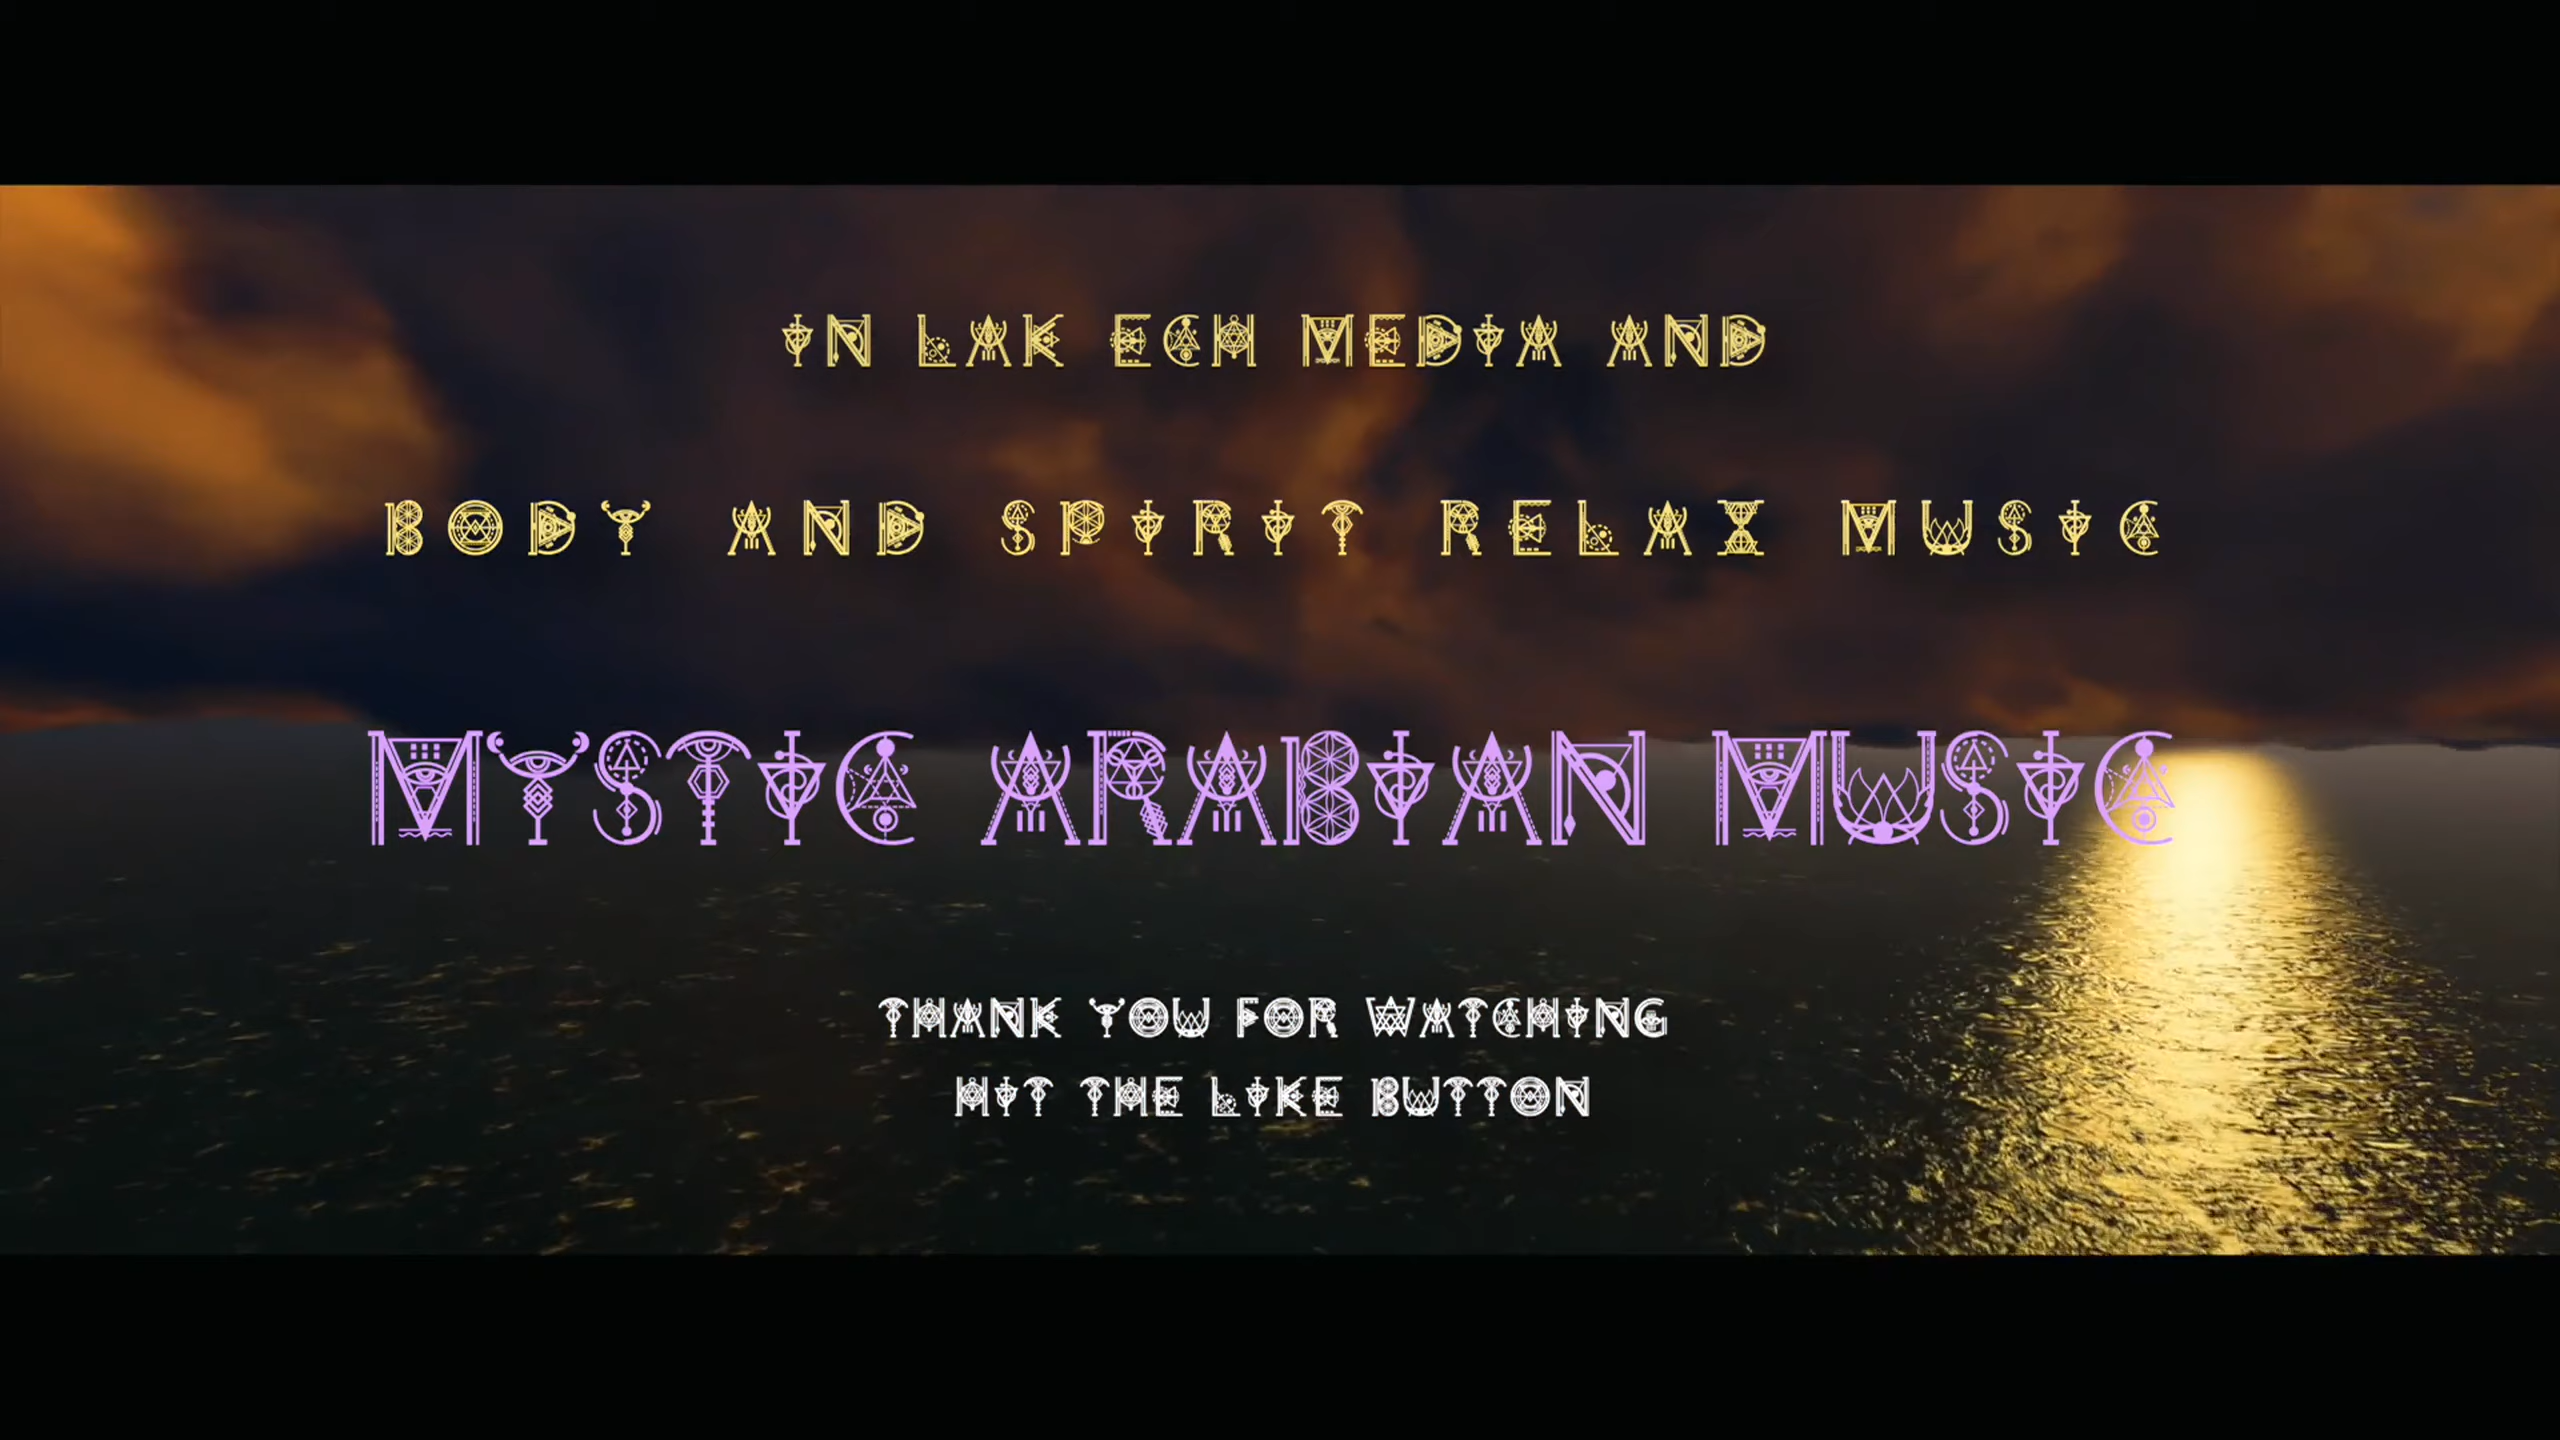 IN LAK ECH MEDIA AND
BODY AND SPIRIT RELAX MUSIC
MYSTIC ARABIAN MUSIC
THANK YOU FOR WATCHING
HIT THE LIKE BUTTON